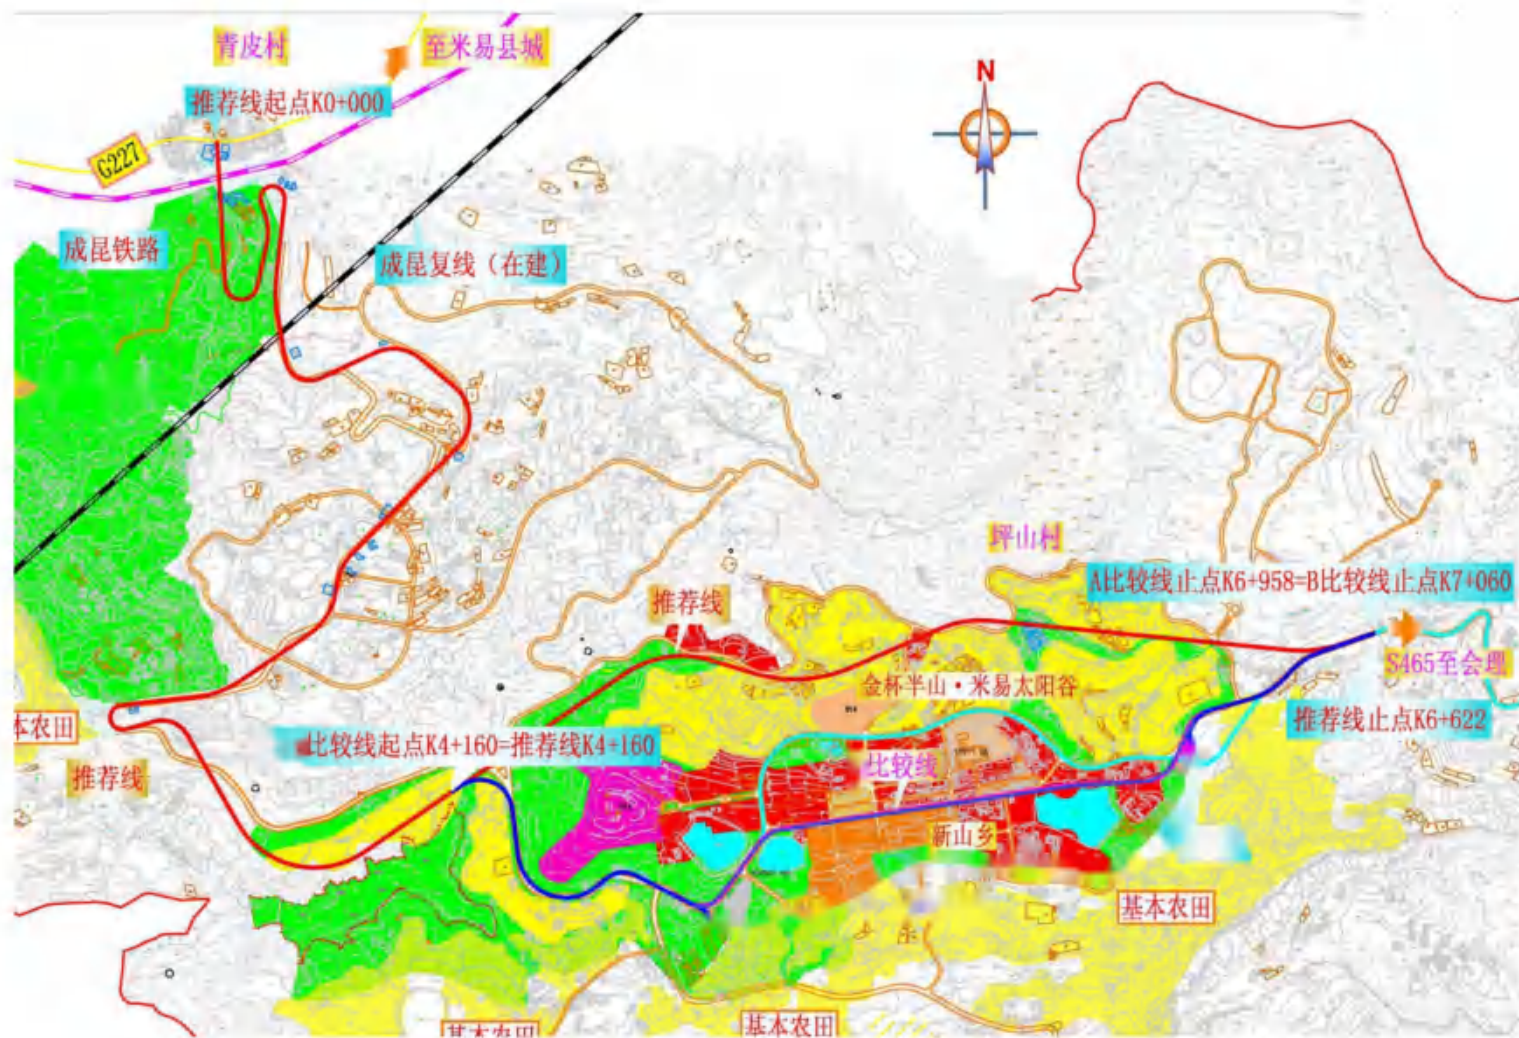 青皮村
至米易县城
推荐线起点K0+000
N
G227
成昆铁路
成昆复线（在建）
坪山村
A比较线止点K6+958=B比较线止点K7+060
推荐线
S465至会理
金杯半山·米易太阳谷
推荐线止点K6+622
本农田
比较线起点K4+160=推荐线K4+160
推荐线
比较线
新山乡
基本农田
基本农田
基本农田